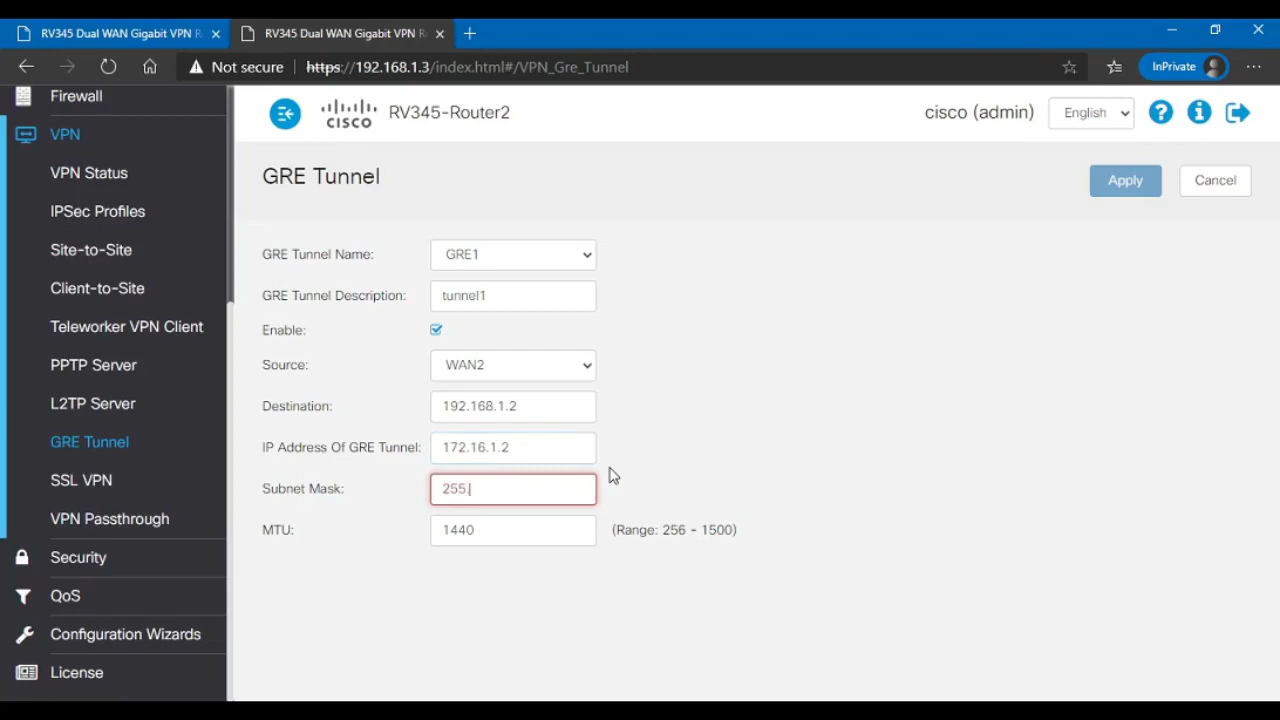 RV345 Dual WAN Gigabit VPN R
RV345 Dual WAN Gigabit VPN R
Not secure
https://192.168.1.3/index.html#/VPN_Gre_Tunnel
InPrivate
Firewall
VPN
VPN Status
IPSec Profiles
Site-to-Site
Client-to-Site
Teleworker VPN Client
PPTP Server
L2TP Server
GRE Tunnel
SSL VPN
VPN Passthrough
Security
QoS
Configuration Wizards
License
CISCO
RV345-Router2
cisco (admin)
English
GRE Tunnel
Apply
Cancel
GRE Tunnel Name: GRE1
GRE Tunnel Description: tunnel1
Enable:
Source: WAN2
Destination: 192.168.1.2
IP Address Of GRE Tunnel: 172.16.1.2
Subnet Mask: 255.
MTU: 1440 (Range: 256 - 1500)